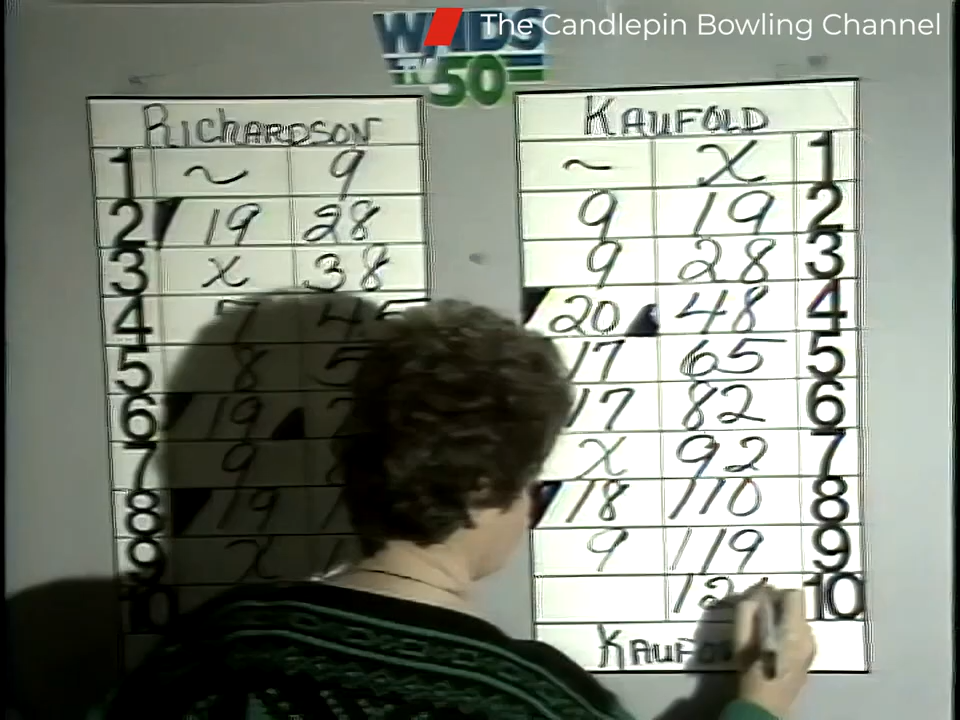 The Candlepin Bowling Channel
WNDS
TV 50
RICHARDSON
1 ~ 9
2 19 28
3 X 38
4 7 45
5 8
6 19
7 9
8 19
9 X
10
KAUFOLD
~ X 1
9 19 2
9 28 3
20 48 4
17 65 5
17 82 6
X 92 7
18 110 8
9 119 9
10